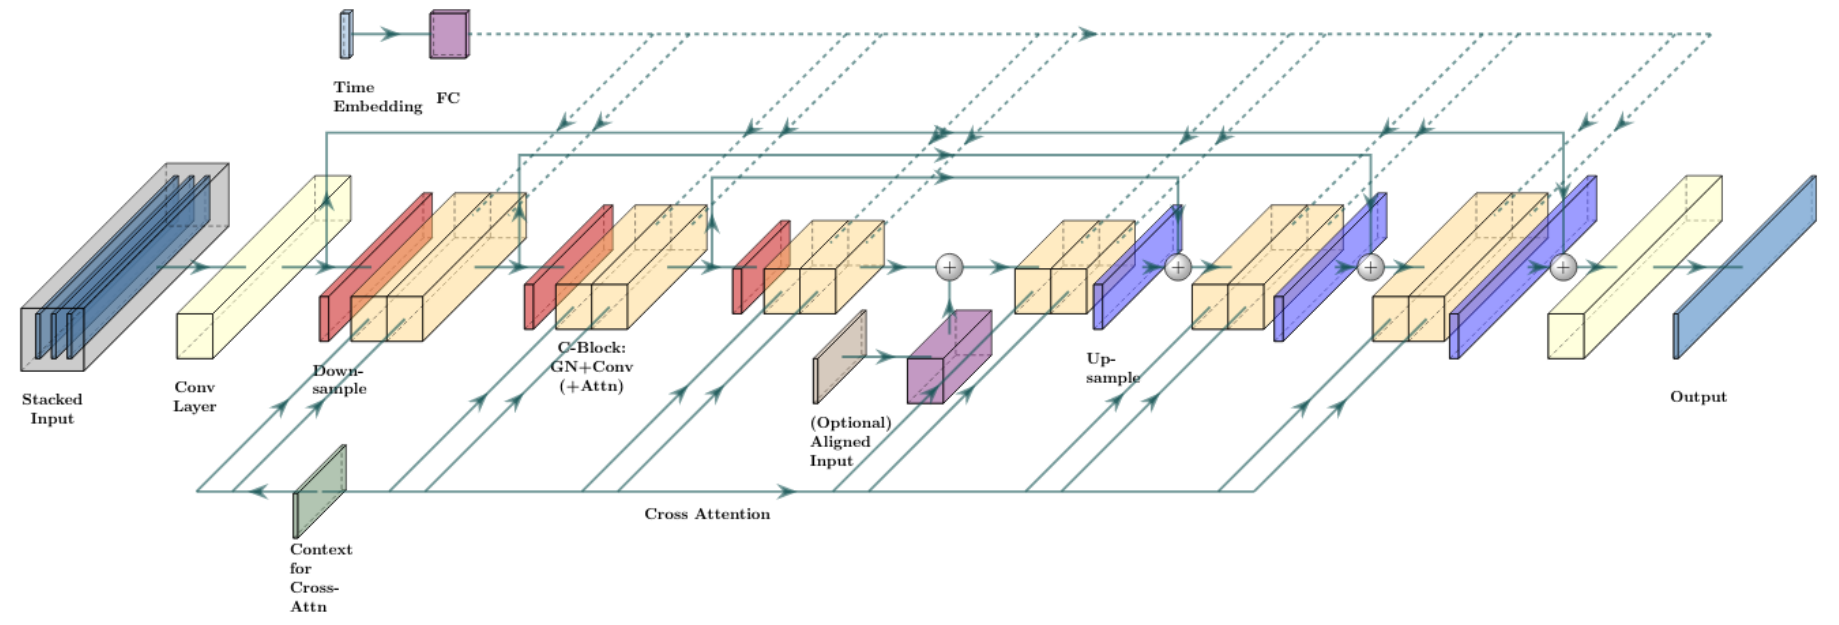 Time
Embedding
FC
Stacked
Input
Conv
Layer
Down-
sample
C-Block:
GN+Conv
(+Attn)
(Optional)
Aligned
Input
+
+
+
+
Up-
sample
Output
Cross Attention
Context
for
Cross-
Attn